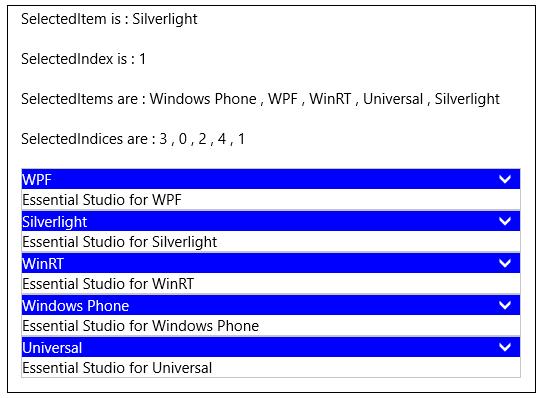 SelectedItem is : Silverlight
SelectedIndex is : 1
SelectedItems are : Windows Phone , WPF , WinRT , Universal , Silverlight
SelectedIndices are : 3 , 0 , 2 , 4 , 1
WPF
Essential Studio for WPF
Silverlight
Essential Studio for Silverlight
WinRT
Essential Studio for WinRT
Windows Phone
Essential Studio for Windows Phone
Universal
Essential Studio for Universal